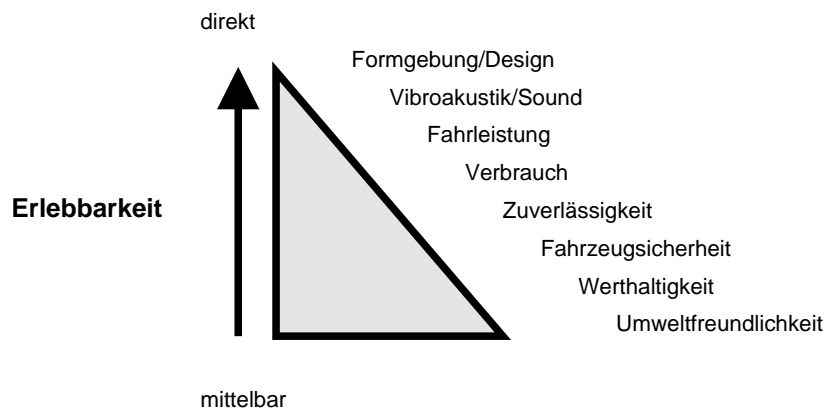 direkt
Formgebung/Design
Vibroakustik/Sound
Fahrleistung
Verbrauch
Erlebbarkeit
Zuverlässigkeit
Fahrzeugsicherheit
Werthaltigkeit
Umweltfreundlichkeit
mittelbar